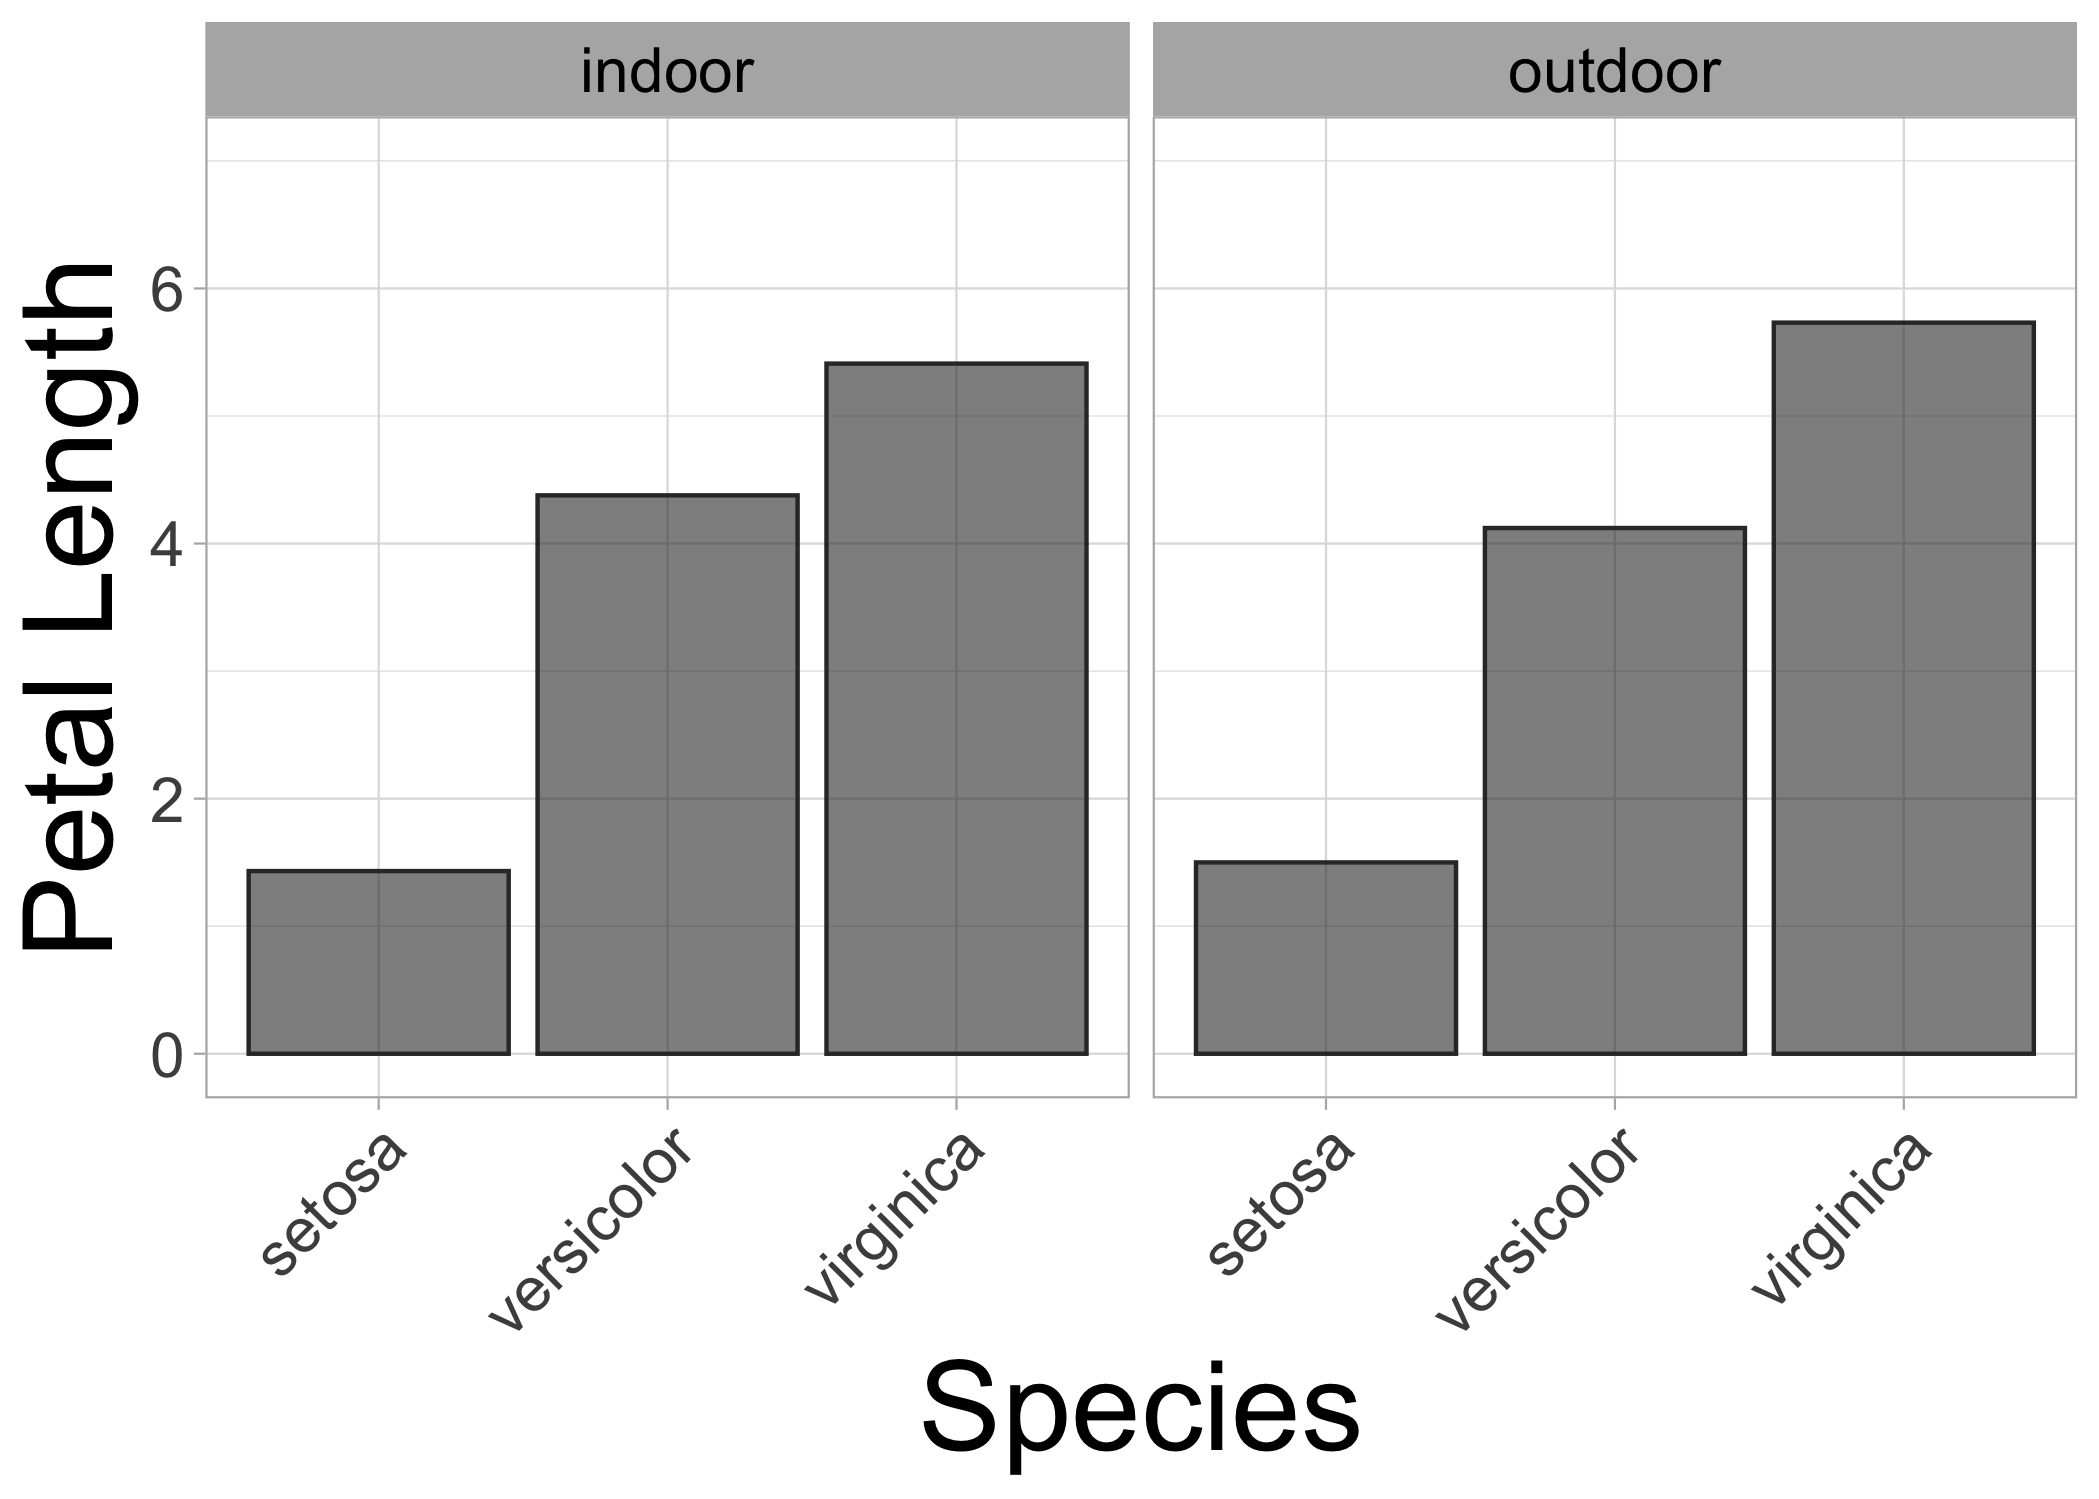 indoor
outdoor
Petal Length
6
4
2
0
setosa
versicolor
virginica
setosa
versicolor
virginica
Species